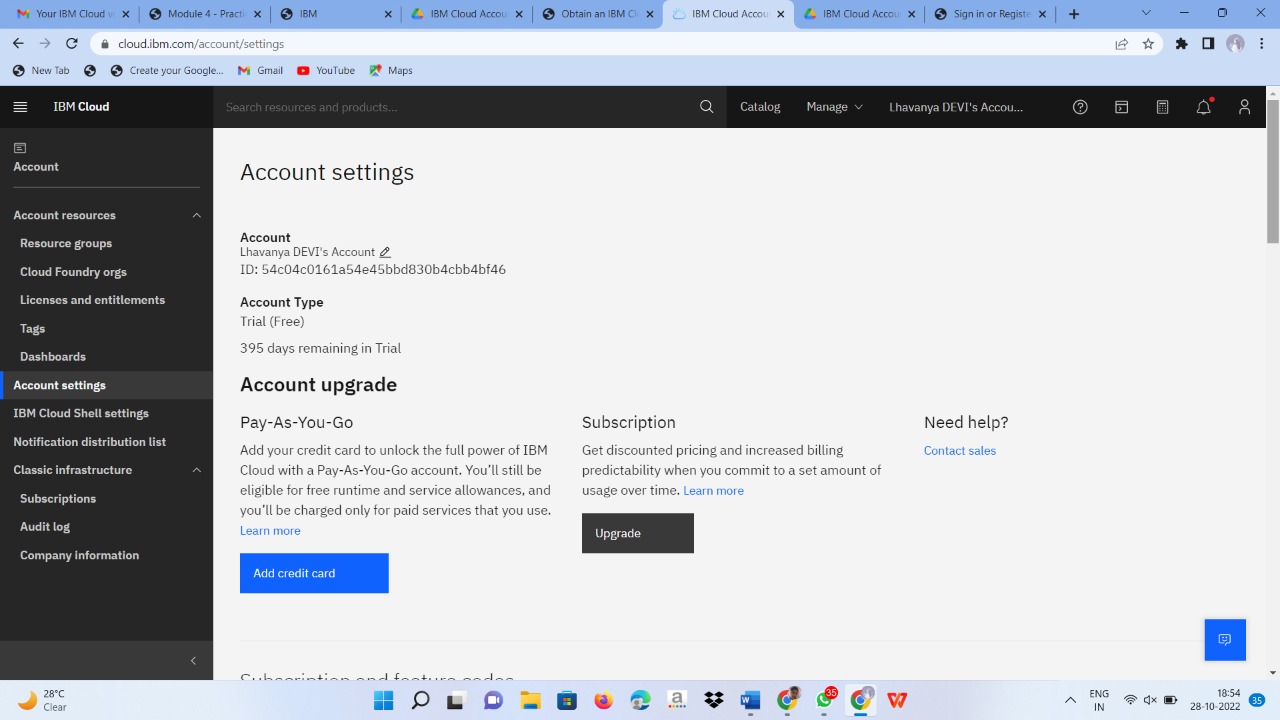 Your IBM Cloud w
Module 4 - Practi
IBM
IBM Cloud Accou
Obtain an IBM Cl
IBM Cloud Accou
IBM Cloud Accou
Sign in or Registe
cloud.ibm.com/account/settings
New Tab
Create your Google...
Gmail
YouTube
Maps
IBM Cloud
Search resources and products...
Catalog
Manage
Lhavanya DEVI's Accou...
Account
Account resources
Resource groups
Cloud Foundry orgs
Licenses and entitlements
Tags
Dashboards
Account settings
IBM Cloud Shell settings
Notification distribution list
Classic infrastructure
Subscriptions
Audit log
Company information
Account settings
Account
Lhavanya DEVI's Account
ID: 54c04c0161a54e45bbd830b4cbb4bf46
Account Type
Trial (Free)
395 days remaining in Trial
Account upgrade
Pay-As-You-Go
Add your credit card to unlock the full power of IBM
Cloud with a Pay-As-You-Go account. You’ll still be
eligible for free runtime and service allowances, and
you’ll be charged only for paid services that you use.
Learn more
Add credit card
Subscription
Get discounted pricing and increased billing
predictability when you commit to a set amount of
usage over time. Learn more
Upgrade
Need help?
Contact sales
Subscription and feature codes
28°C
Clear
35
ENG
IN
18:54
28-10-2022
35